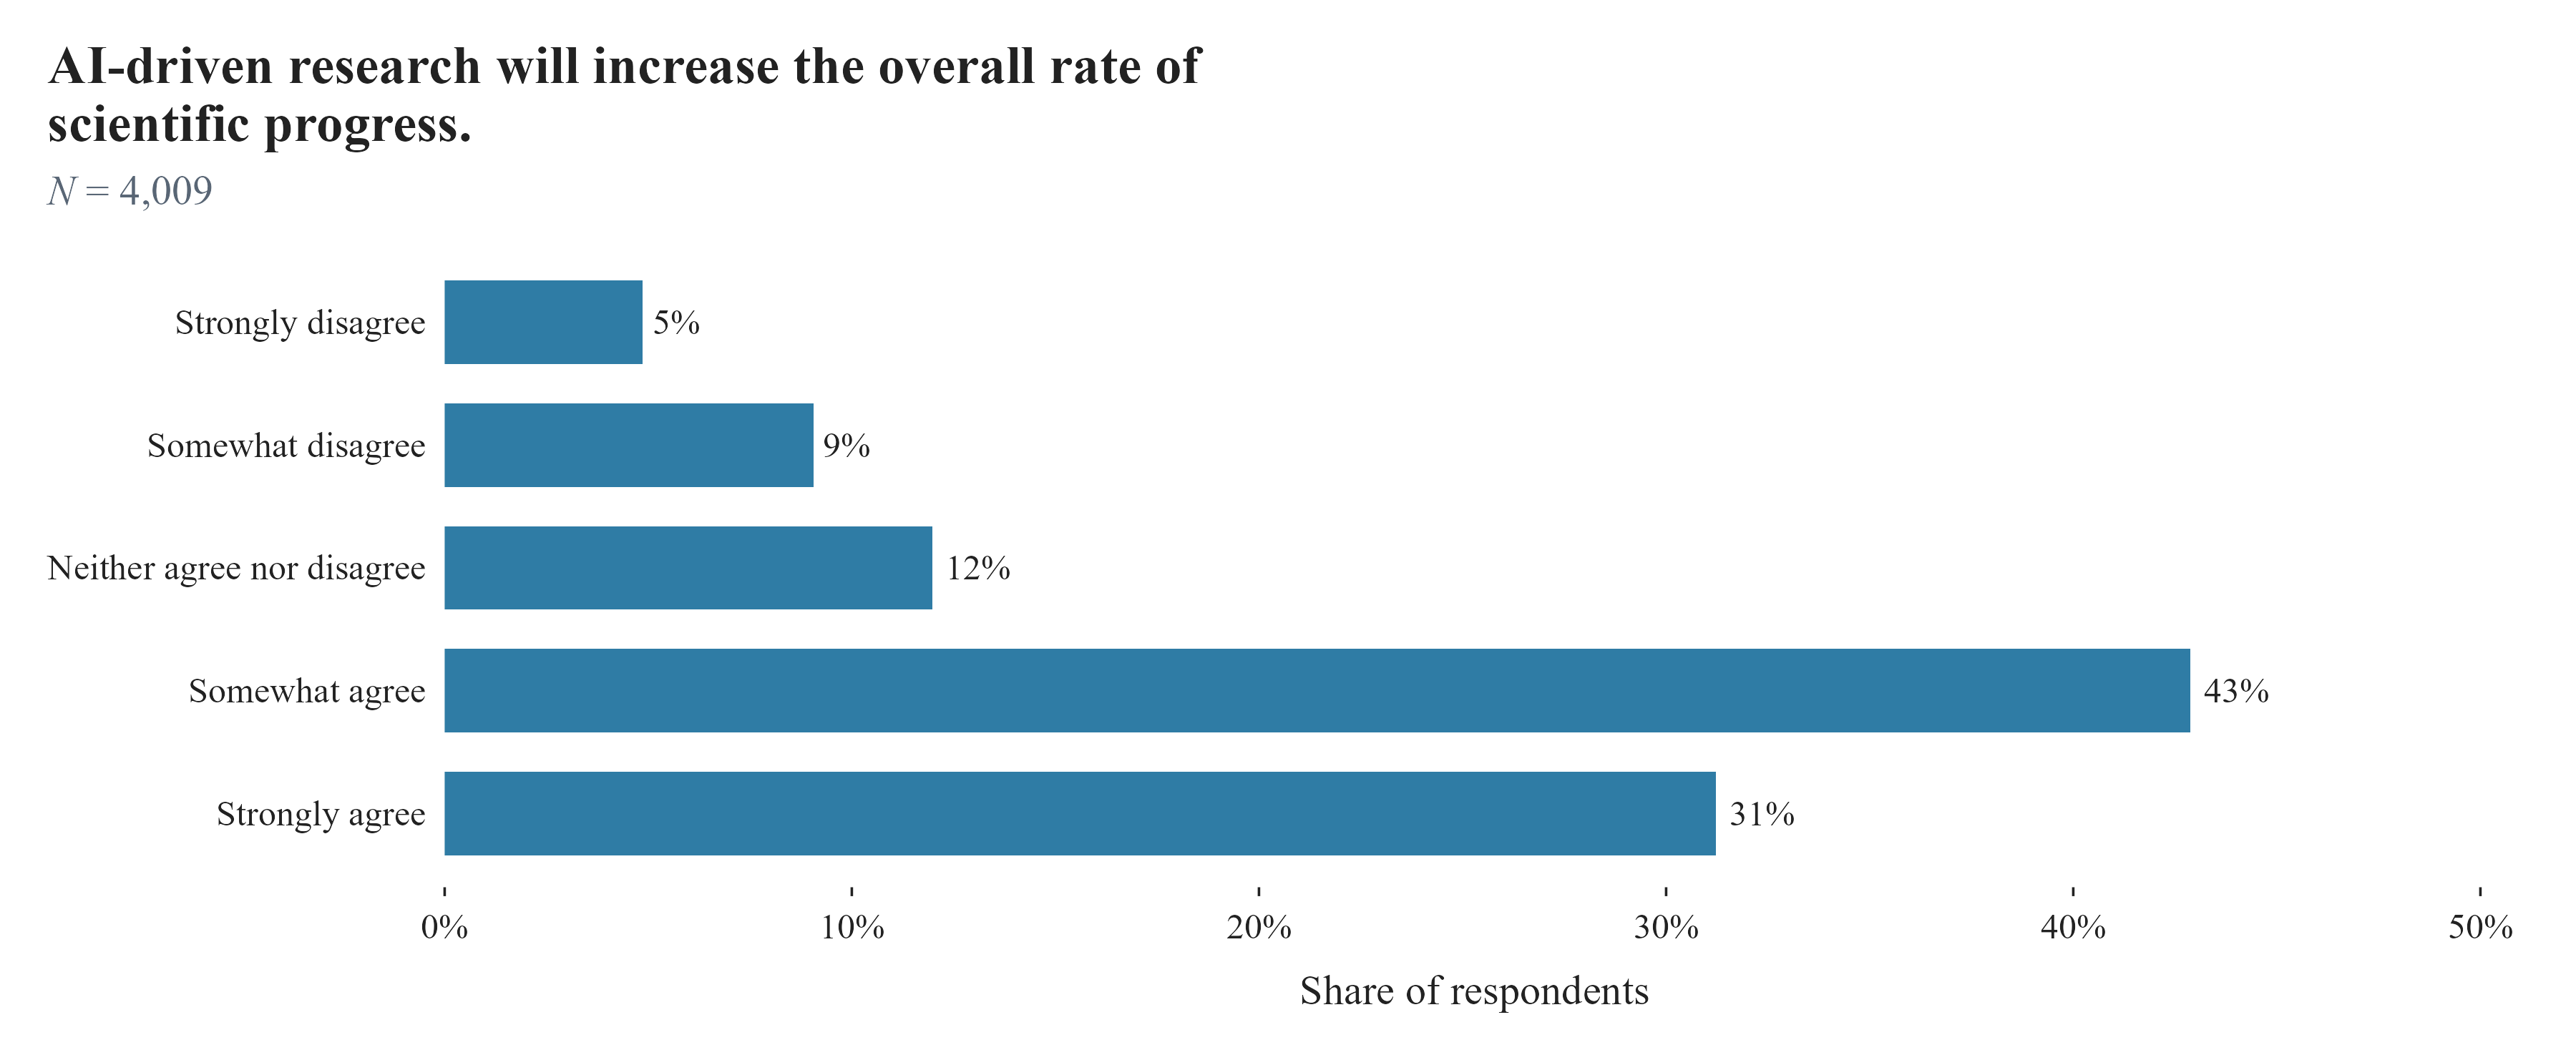 AI-driven research will increase the overall rate of
scientific progress.
N = 4,009
Strongly disagree 5%
Somewhat disagree 9%
Neither agree nor disagree 12%
Somewhat agree 43%
Strongly agree 31%
0% 10% 20% 30% 40% 50%
Share of respondents